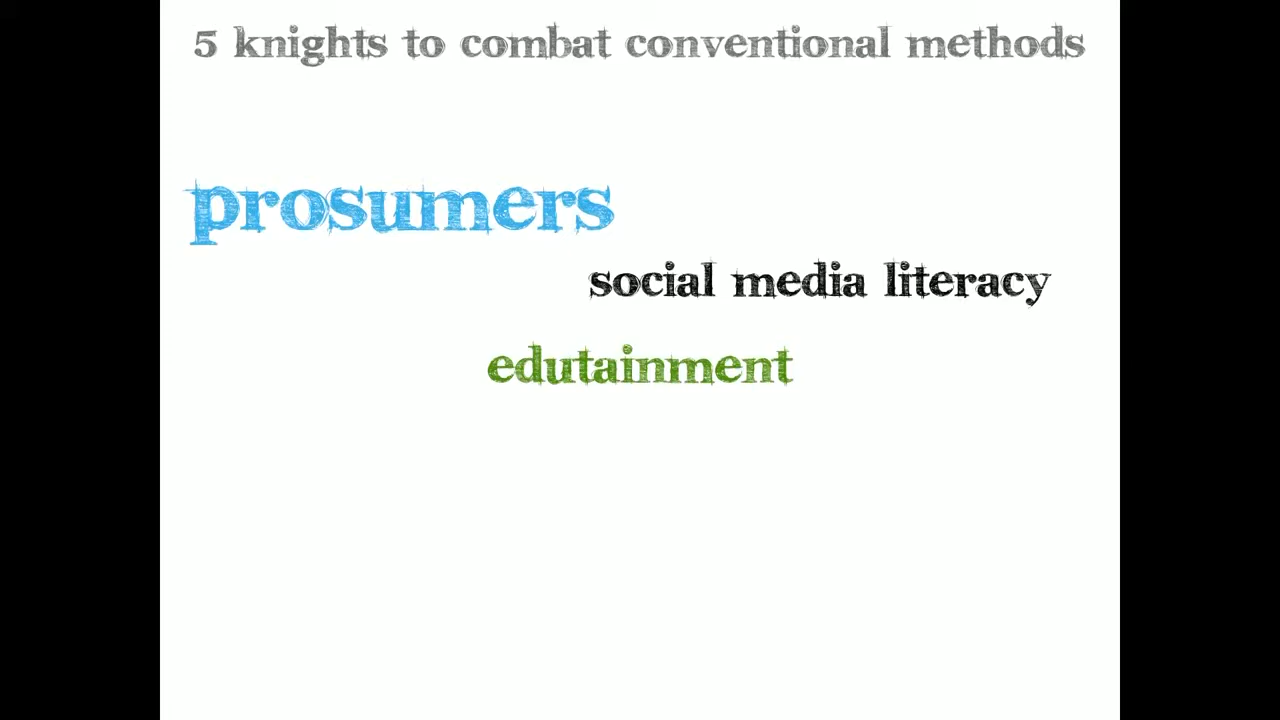 5 knights to combat conventional methods
prosumers
social media literacy
edutainment